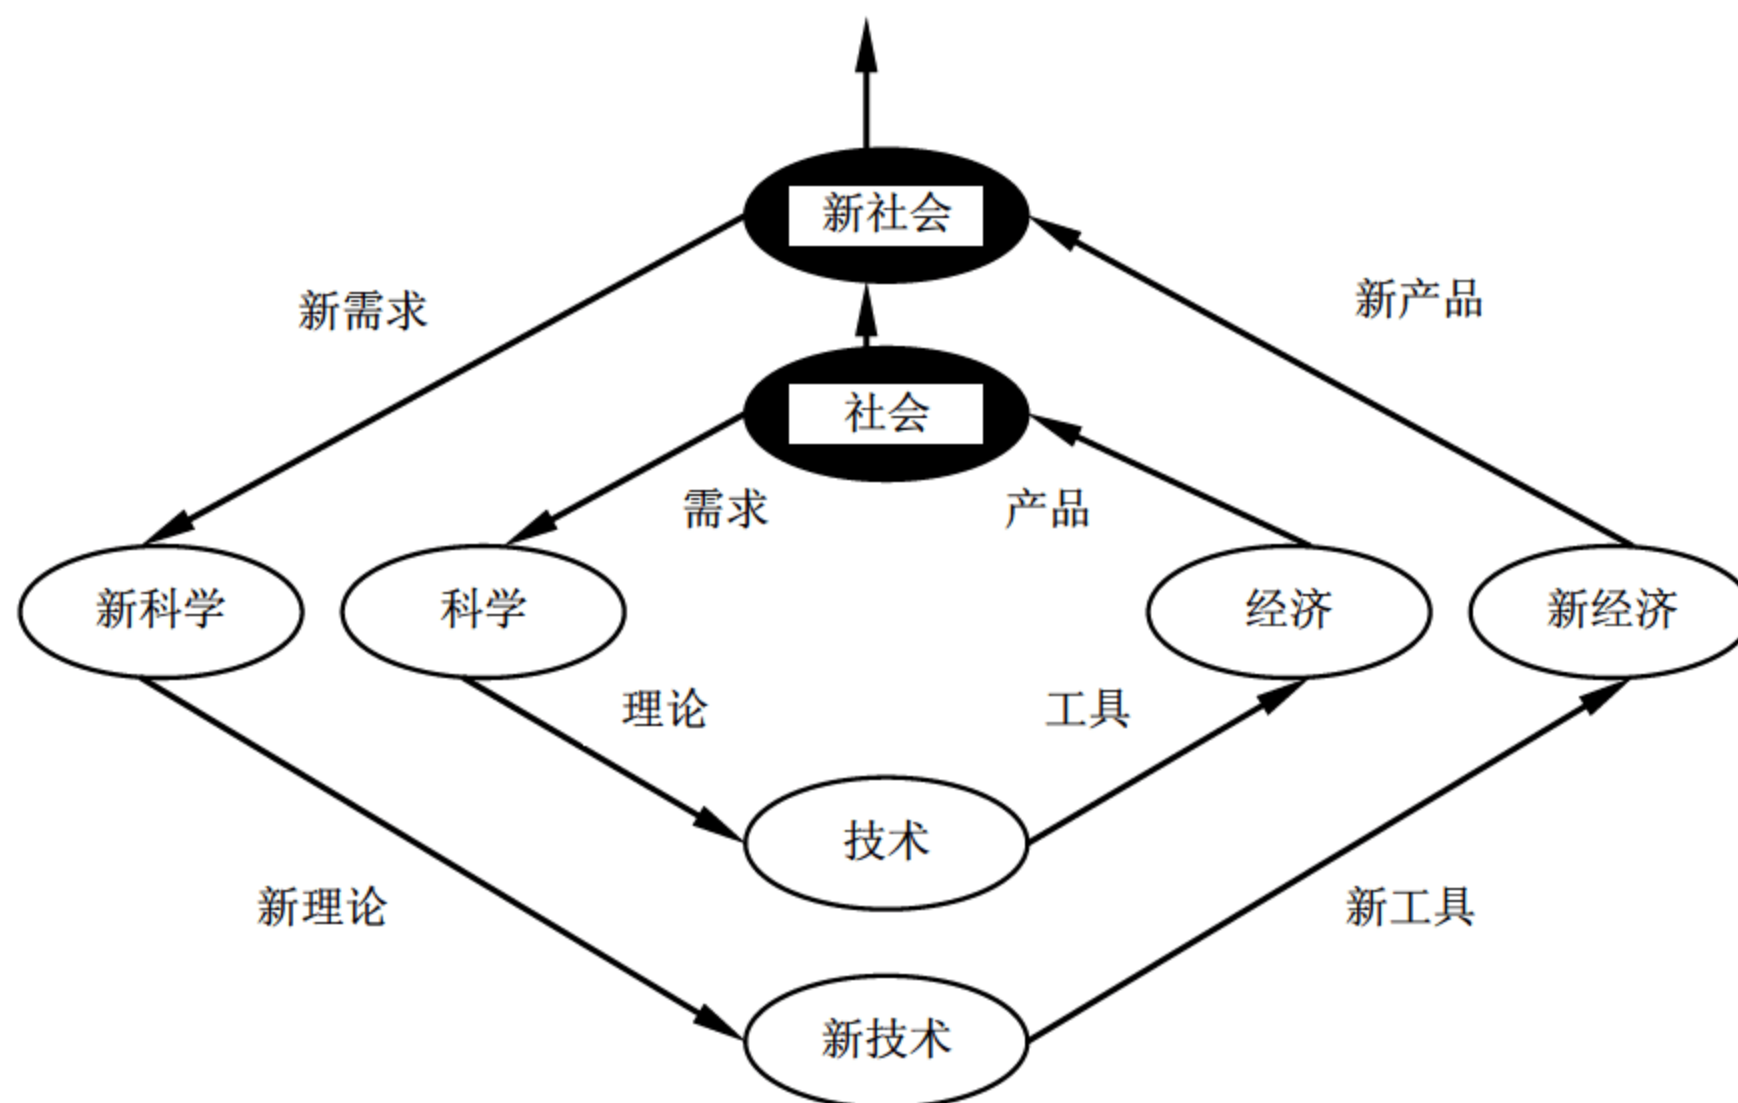 新社会
新需求
新产品
社会
需求
产品
新科学
科学
经济
新经济
理论
工具
技术
新理论
新工具
新技术